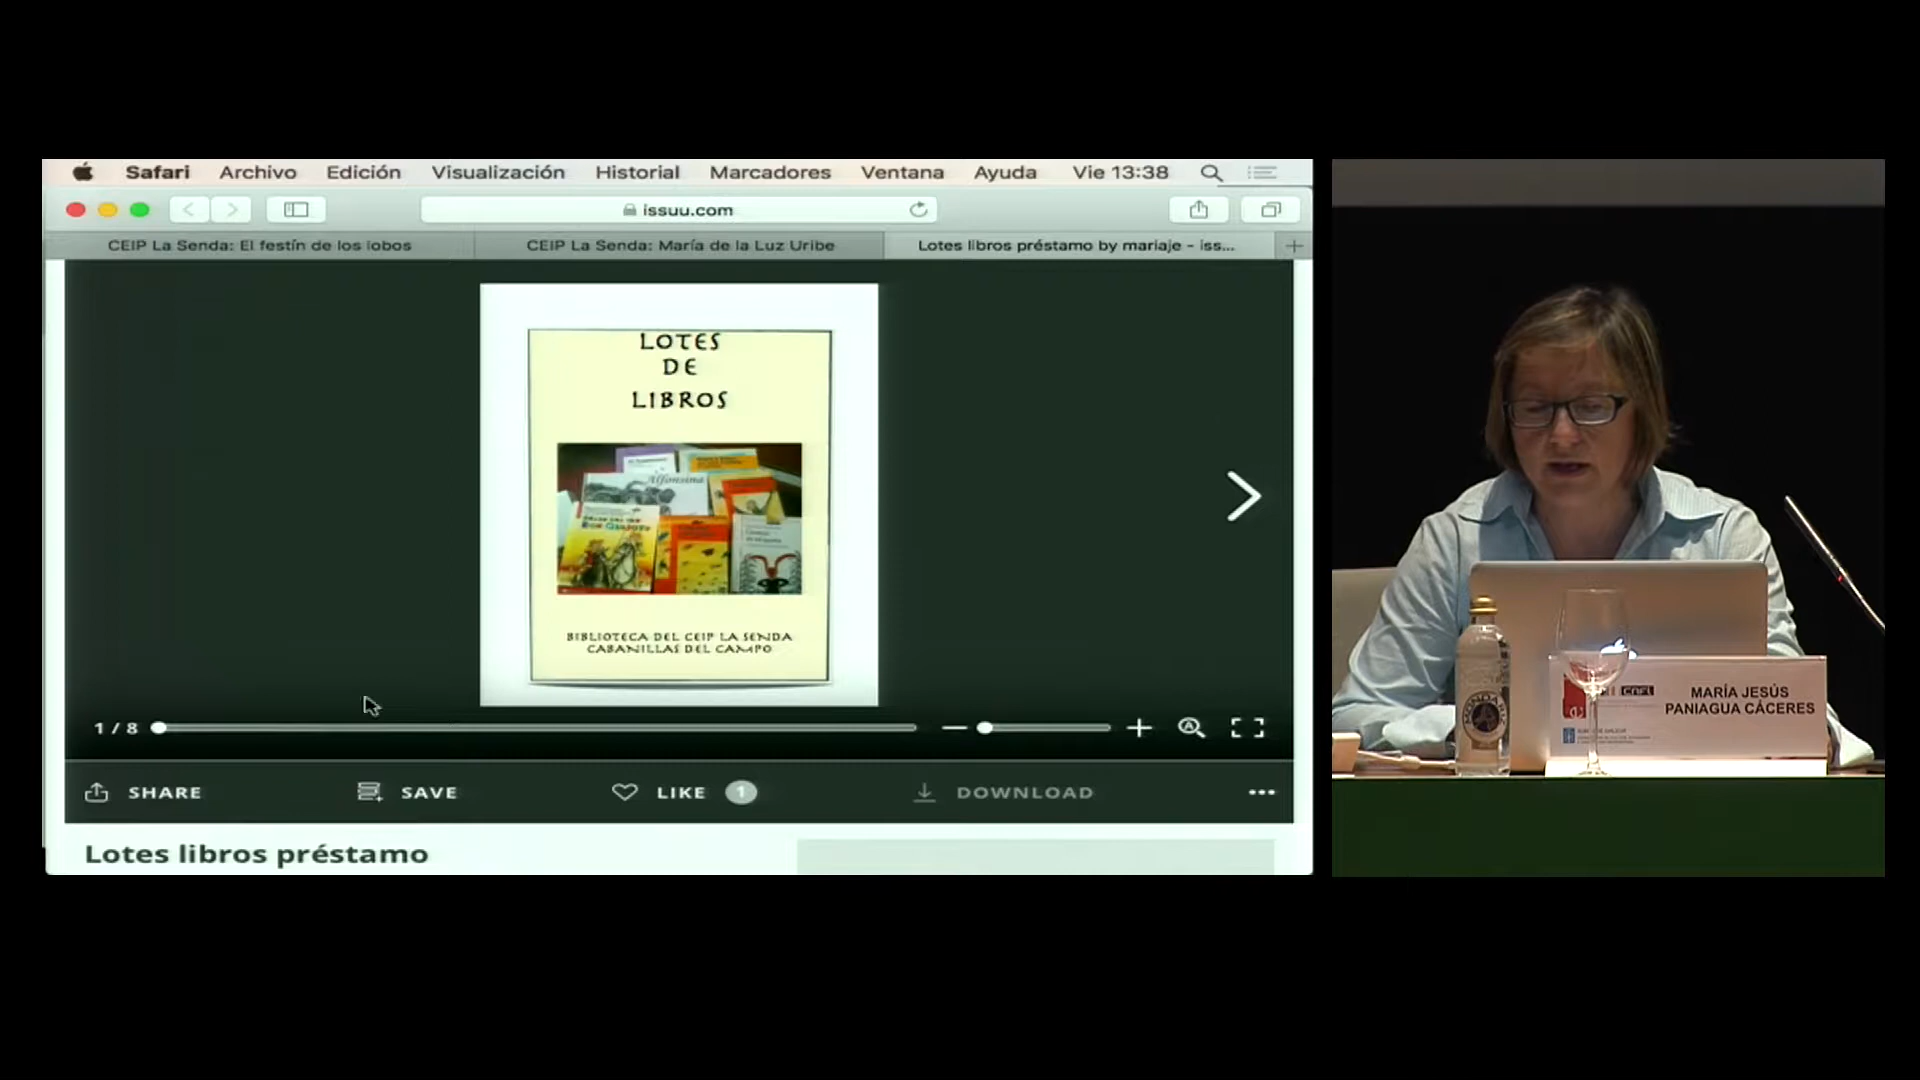 Safari Archivo Edición Visualización Historial Marcadores Ventana Ayuda Vie 13:38
issuu.com
CEIP La Senda: El festín de los lobos
CEIP La Senda: María de la Luz Uribe
Lotes libros préstamo by mariaje - iss...
LOTES
DE
LIBROS
Alfonsina
DON QUIJOTE
BIBLIOTECA DEL CEIP LA SENDA
CABANILLAS DEL CAMPO
1 / 8
SHARE
SAVE
LIKE 1
DOWNLOAD
Lotes libros préstamo
MARÍA JESÚS
PANIAGUA CÁCERES